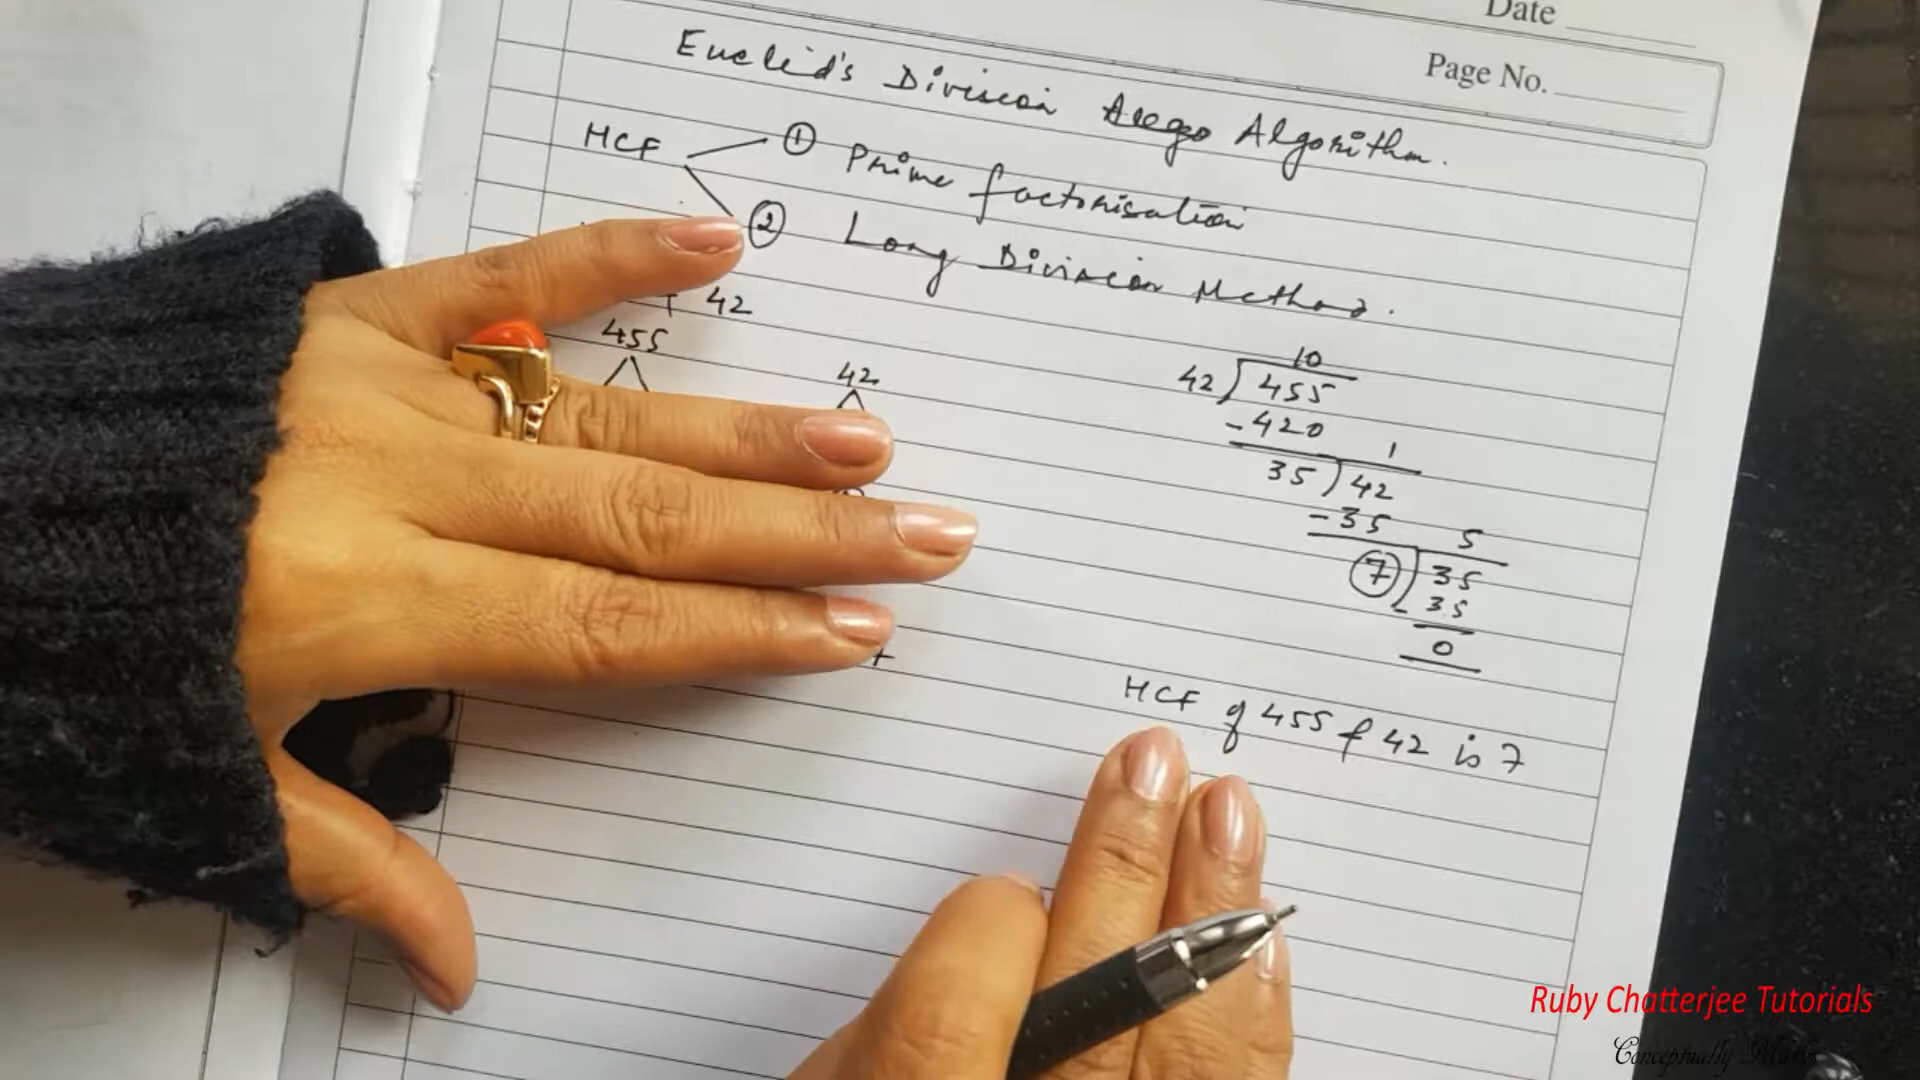 Date
Page No.
Euclid's Division Algorithm.
HCF
① Prime factorisation
② Long Division Method.
42
455
42
10
42 ) 455
-420
1
35 ) 42
-35
5
7 ) 35
- 35
0
HCF of 455 & 42 is 7
Ruby Chatterjee Tutorials
Conceptually